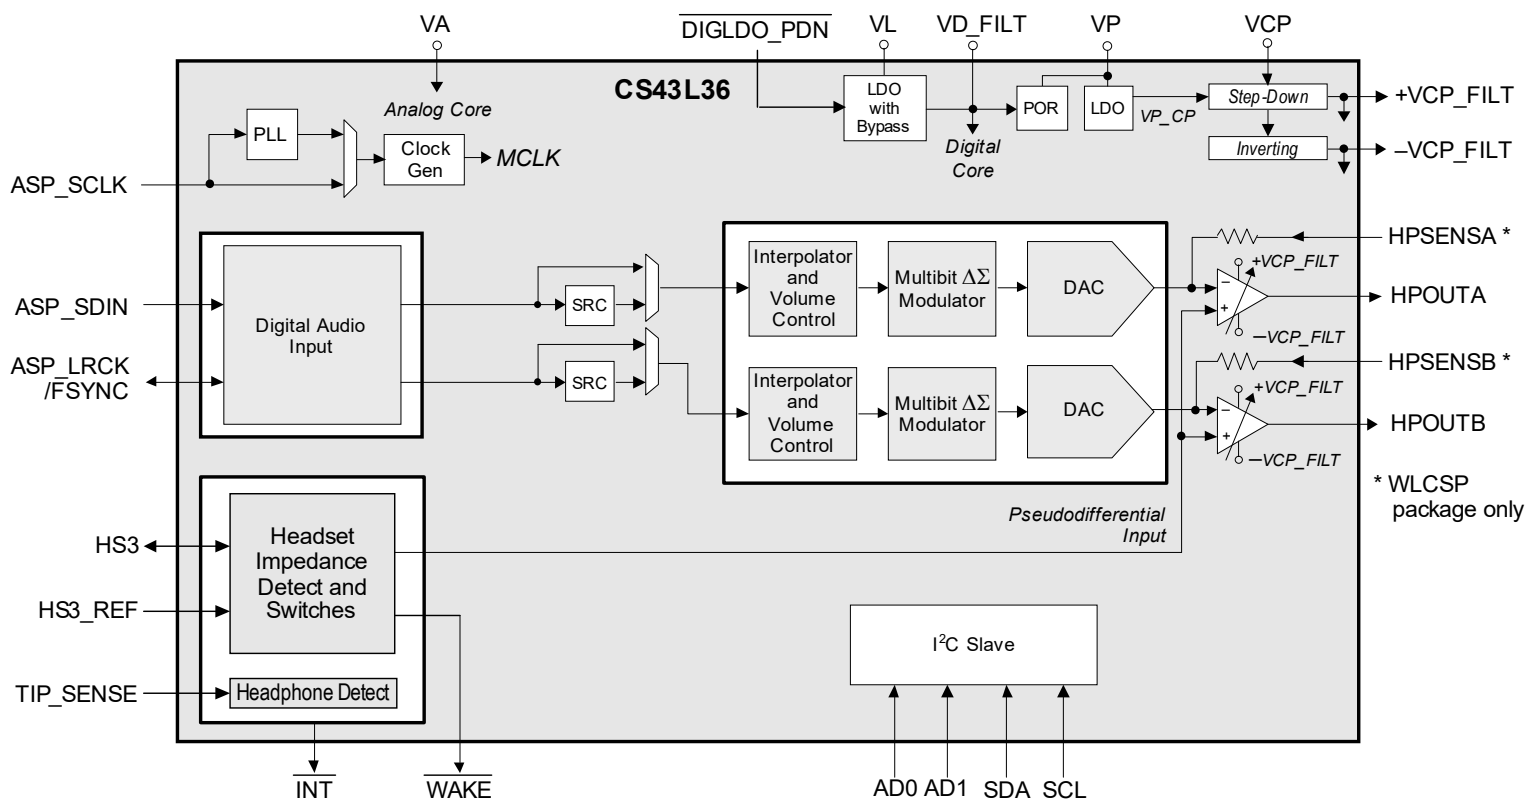 VA
DIGLDO_PDN
VL
VD_FILT
VP
VCP
CS43L36
Analog Core
LDO
with
Bypass
POR
LDO
VP_CP
Step-Down
+VCP_FILT
Digital
Core
Inverting
–VCP_FILT
PLL
Clock
Gen
MCLK
ASP_SCLK
ASP_SDIN
ASP_LRCK
/FSYNC
Digital Audio
Input
SRC
SRC
Interpolator
and
Volume
Control
Multibit ΔΣ
Modulator
DAC
Interpolator
and
Volume
Control
Multibit ΔΣ
Modulator
DAC
HPSENSA *
+VCP_FILT
–
+
HPOUTA
–VCP_FILT
HPSENSB *
+VCP_FILT
–
+
HPOUTB
–VCP_FILT
* WLCSP
package only
Pseudodifferential
Input
HS3
HS3_REF
Headset
Impedance
Detect and
Switches
TIP_SENSE
Headphone Detect
I²C Slave
INT
WAKE
AD0
AD1
SDA
SCL